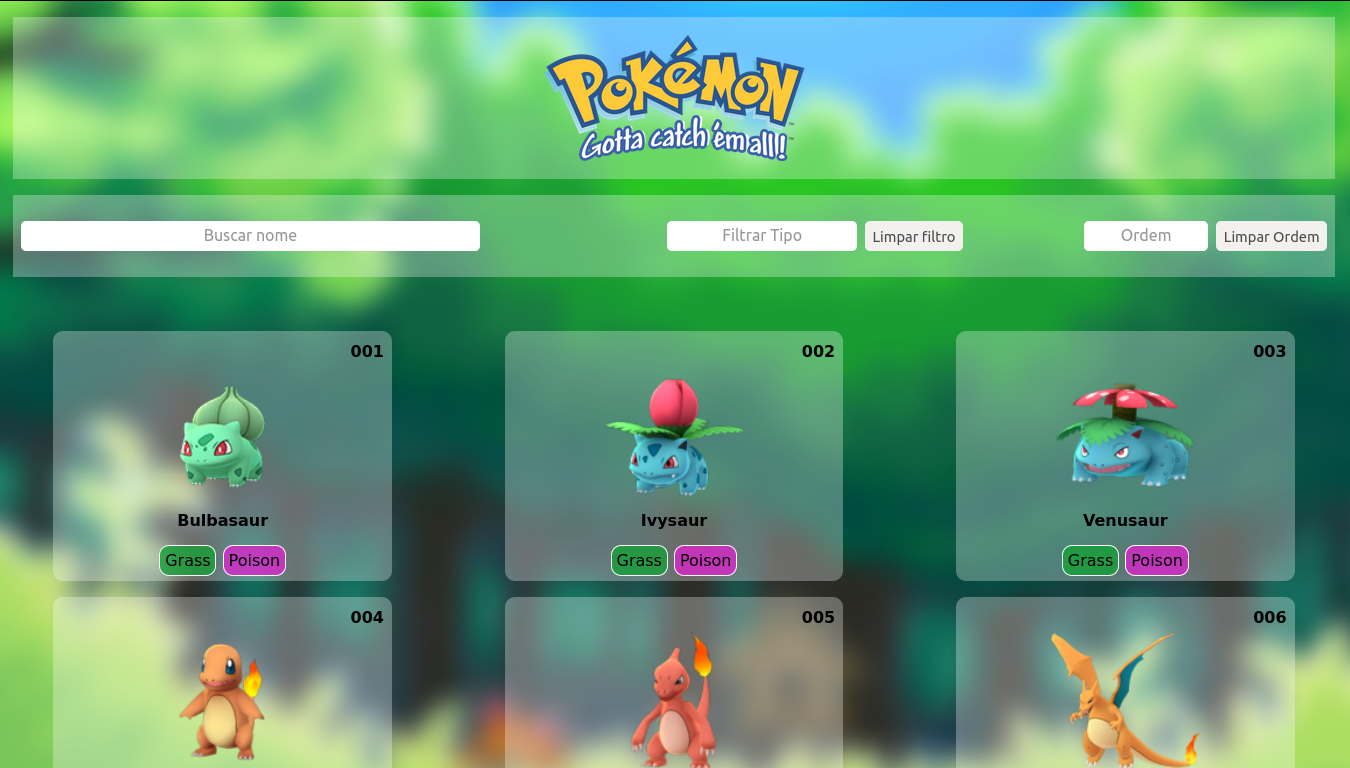 POKéMON
Gotta catch 'em all!!
Buscar nome Filtrar Tipo Limpar filtro Ordem Limpar Ordem
001 002 003
Bulbasaur Ivysaur Venusaur
Grass Poison Grass Poison Grass Poison
004 005 006